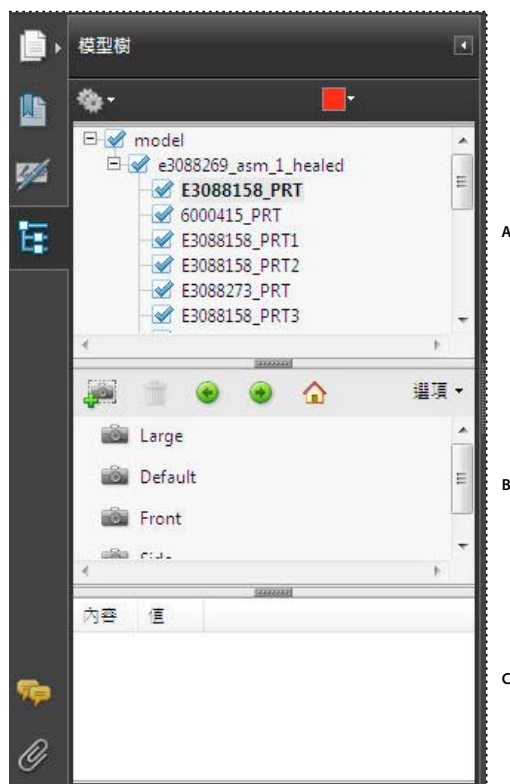 模型樹
model
e3088269_asm_1_healed
E3088158_PRT
6000415_PRT
E3088158_PRT1
E3088158_PRT2
E3088273_PRT
E3088158_PRT3
A
選項
Large
Default
Front
Side
B
內容 值
C